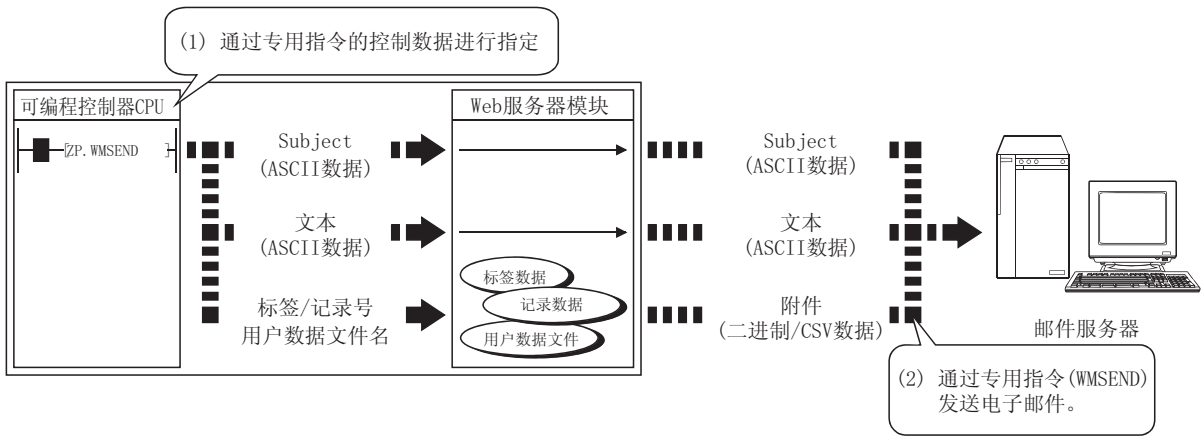 (1) 通过专用指令的控制数据进行指定
可编程控制器CPU
Web服务器模块
ZP.WMSEND
Subject
(ASCII数据)
Subject
(ASCII数据)
文本
(ASCII数据)
文本
(ASCII数据)
标签数据
记录数据
用户数据文件
标签/记录号
用户数据文件名
附件
(二进制/CSV数据)
邮件服务器
(2) 通过专用指令(WMSEND)
发送电子邮件。